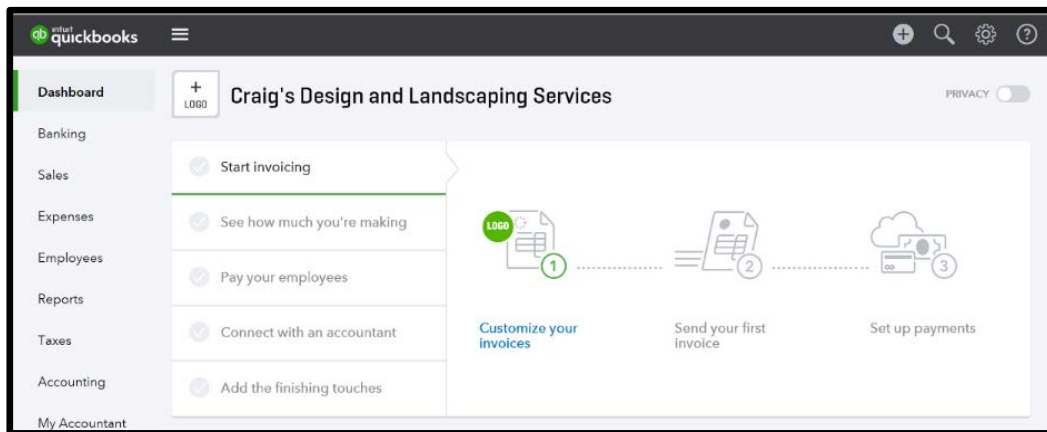 qb intuit quickbooks
Dashboard
Banking
Sales
Expenses
Employees
Reports
Taxes
Accounting
My Accountant
+
LOGO
Craig's Design and Landscaping Services
PRIVACY
Start invoicing
See how much you're making
Pay your employees
Connect with an accountant
Add the finishing touches
LOGO
1
2
3
Customize your
invoices
Send your first
invoice
Set up payments